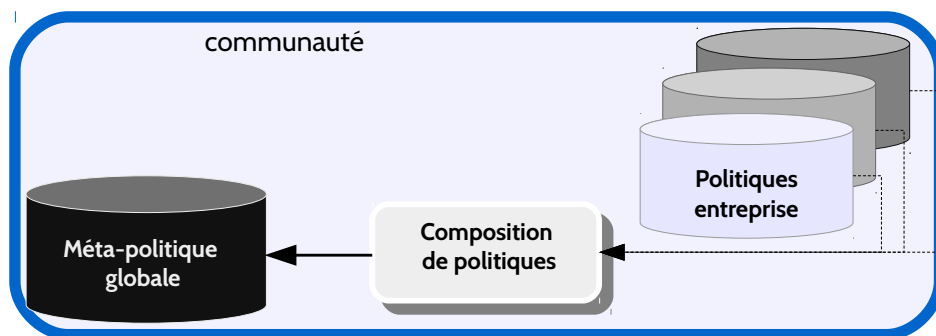 communauté
Politiques
entreprise
Composition
de politiques
Méta-politique
globale